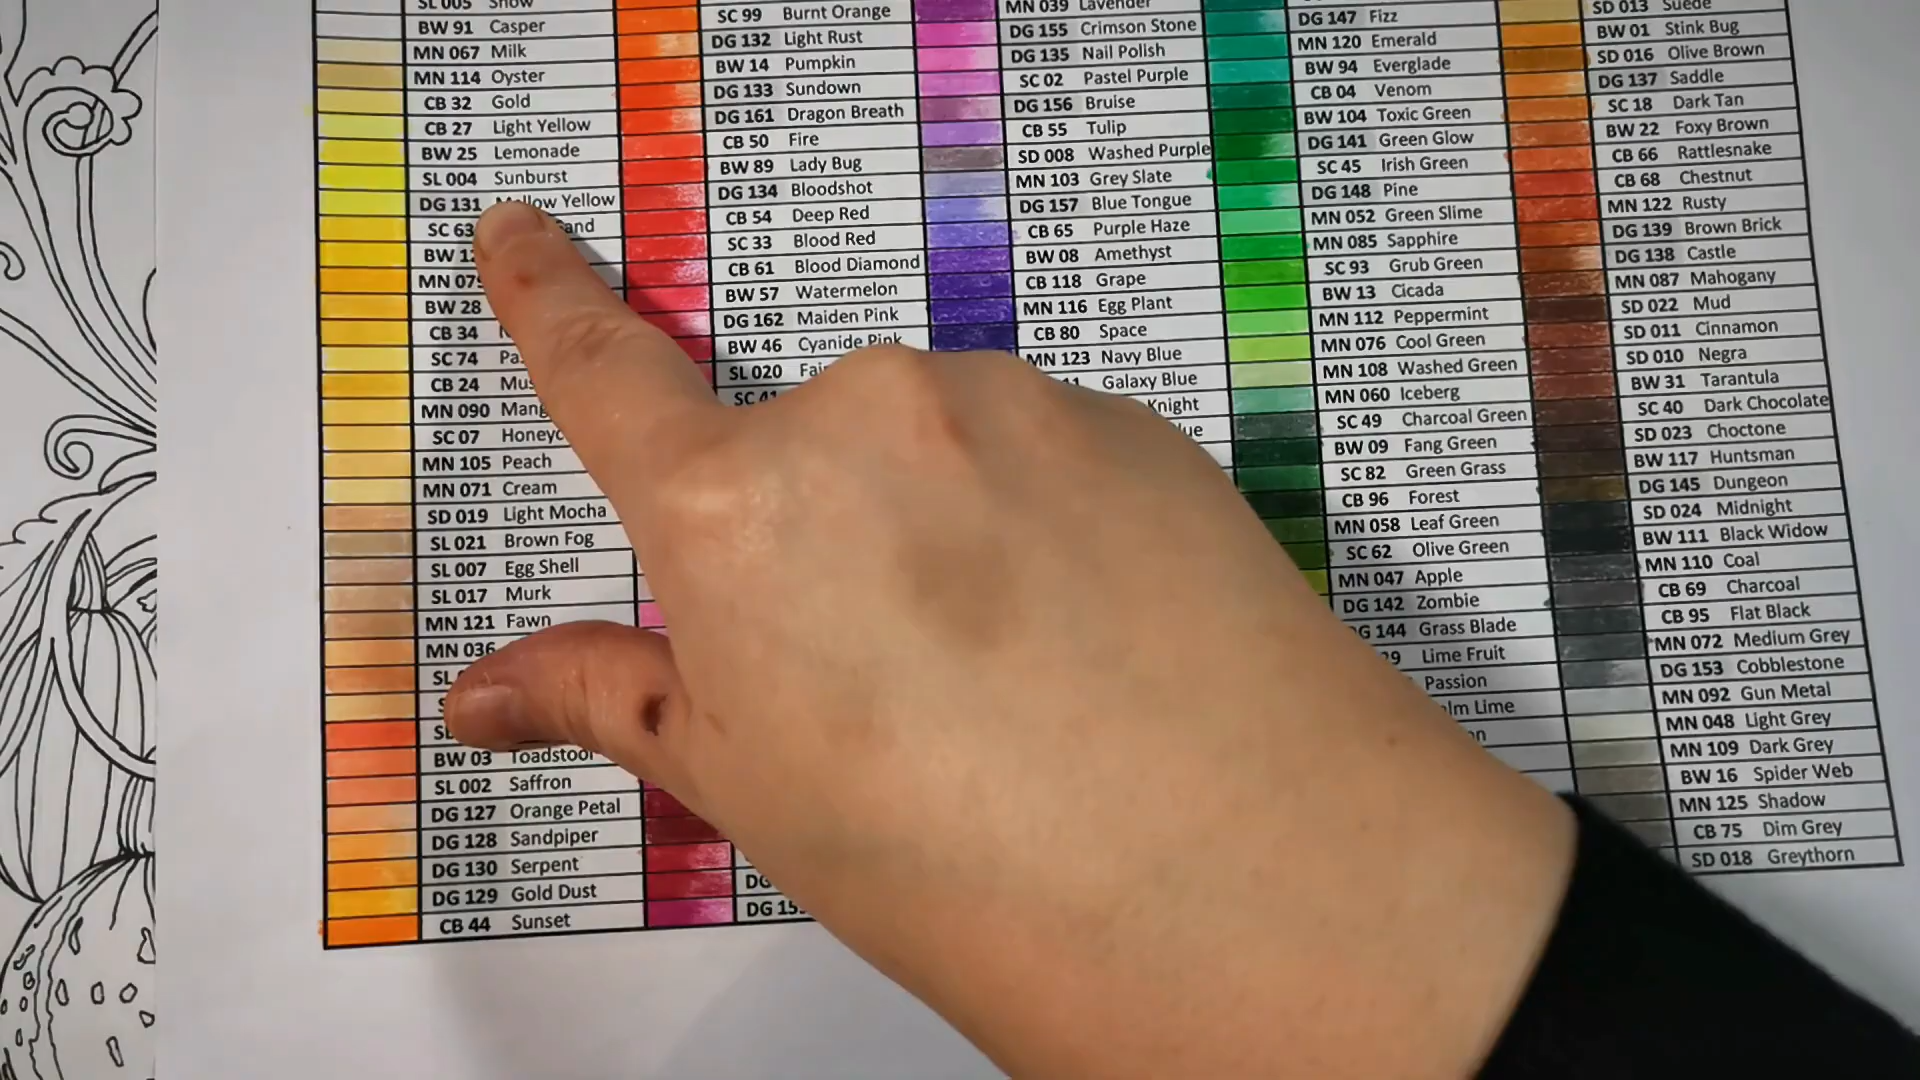 SL 005 Snow
BW 91 Casper
MN 067 Milk
MN 114 Oyster
CB 32 Gold
CB 27 Light Yellow
BW 25 Lemonade
SL 004 Sunburst
DG 131 Mellow Yellow
SC 63
BW
MN
BW 28
CB 34
SC 74
CB 24
MN 090
SC 07
MN 105 Peach
MN 071 Cream
SD 019 Light Mocha
SL 021 Brown Fog
SL 007 Egg Shell
SL 017 Murk
MN 121 Fawn
MN 036
SL
BW 03 Toadstool
SL 002 Saffron
DG 127 Orange Petal
DG 128 Sandpiper
DG 130 Serpent
DG 129 Gold Dust
CB 44 Sunset
SC 99 Burnt Orange
DG 132 Light Rust
BW 14 Pumpkin
DG 133 Sundown
DG 161 Dragon Breath
CB 50 Fire
BW 89 Lady Bug
DG 134 Bloodshot
CB 54 Deep Red
SC 33 Blood Red
CB 61 Blood Diamond
BW 57 Watermelon
DG 162 Maiden Pink
BW 46 Cyanide Pink
SL 020
SC 41
DG
DG
MN 039 Lavender
DG 155 Crimson Stone
DG 135 Nail Polish
SC 02 Pastel Purple
DG 156 Bruise
CB 55 Tulip
SD 008 Washed Purple
MN 103 Grey Slate
DG 157 Blue Tongue
CB 65 Purple Haze
BW 08 Amethyst
CB 118 Grape
MN 116 Egg Plant
CB 80 Space
MN 123 Navy Blue
Galaxy Blue
Knight
DG 147 Fizz
MN 120 Emerald
BW 94 Everglade
CB 04 Venom
BW 104 Toxic Green
DG 141 Green Glow
SC 45 Irish Green
DG 148 Pine
MN 052 Green Slime
MN 085 Sapphire
SC 93 Grub Green
BW 13 Cicada
MN 112 Peppermint
MN 076 Cool Green
MN 108 Washed Green
MN 060 Iceberg
SC 49 Charcoal Green
BW 09 Fang Green
SC 82 Green Grass
CB 96 Forest
MN 058 Leaf Green
SC 62 Olive Green
MN 047 Apple
DG 142 Zombie
DG 144 Grass Blade
Lime Fruit
Passion
Lime
SD 013 Suede
BW 01 Stink Bug
SD 016 Olive Brown
DG 137 Saddle
SC 18 Dark Tan
BW 22 Foxy Brown
CB 66 Rattlesnake
CB 68 Chestnut
MN 122 Rusty
DG 139 Brown Brick
DG 138 Castle
MN 087 Mahogany
SD 022 Mud
SD 011 Cinnamon
SD 010 Negra
BW 31 Tarantula
SC 40 Dark Chocolate
SD 023 Choctone
BW 117 Huntsman
DG 145 Dungeon
SD 024 Midnight
BW 111 Black Widow
MN 110 Coal
CB 69 Charcoal
CB 95 Flat Black
MN 072 Medium Grey
DG 153 Cobblestone
MN 092 Gun Metal
MN 048 Light Grey
MN 109 Dark Grey
BW 16 Spider Web
MN 125 Shadow
CB 75 Dim Grey
SD 018 Greythorn